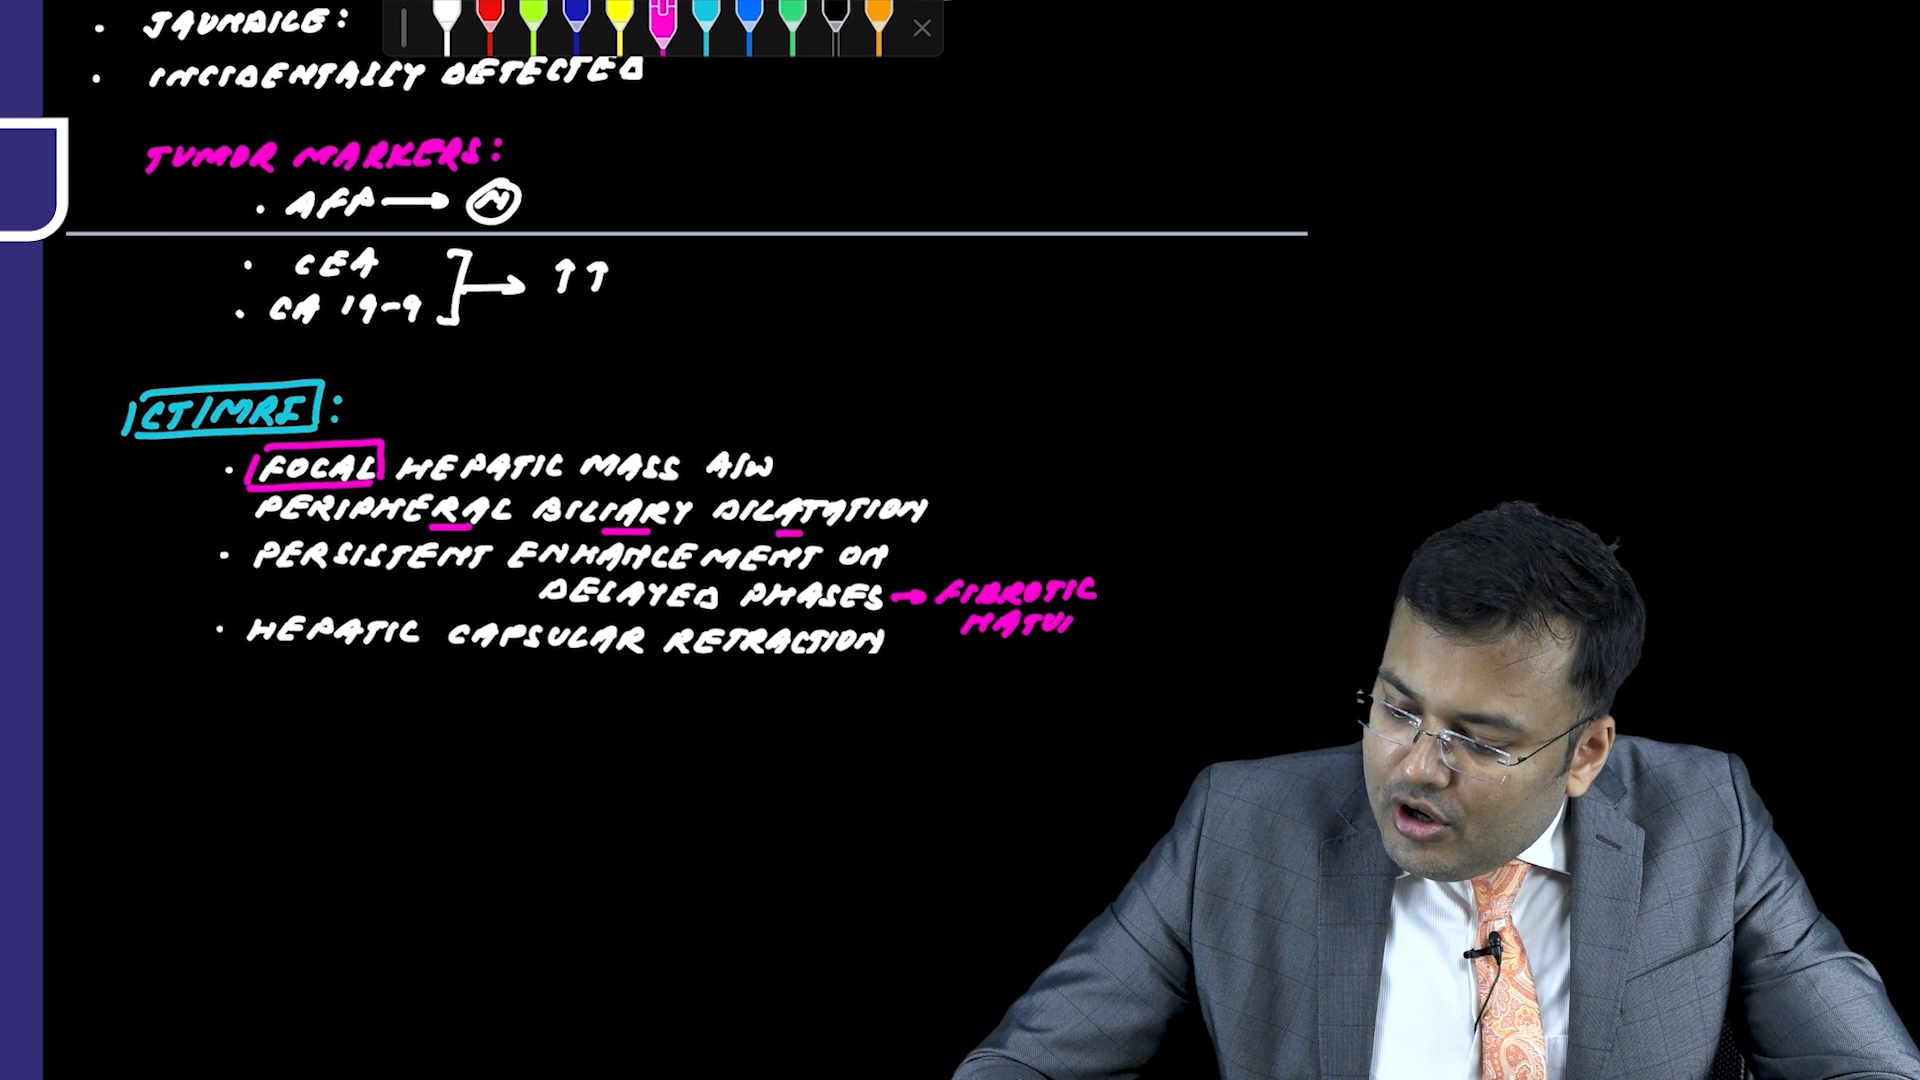 • JAUNDICE:
• INCIDENTALLY DETECTED
TUMOR MARKERS:
• AFP → N
• CEA
• CA 19-9 ] → ↑↑
CT/MRI:
• FOCAL HEPATIC MASS A/W
PERIPHERAL BILIARY DILATATION
• PERSISTENT ENHANCEMENT ON
DELAYED PHASES → FIBROTIC
• HEPATIC CAPSULAR RETRACTION